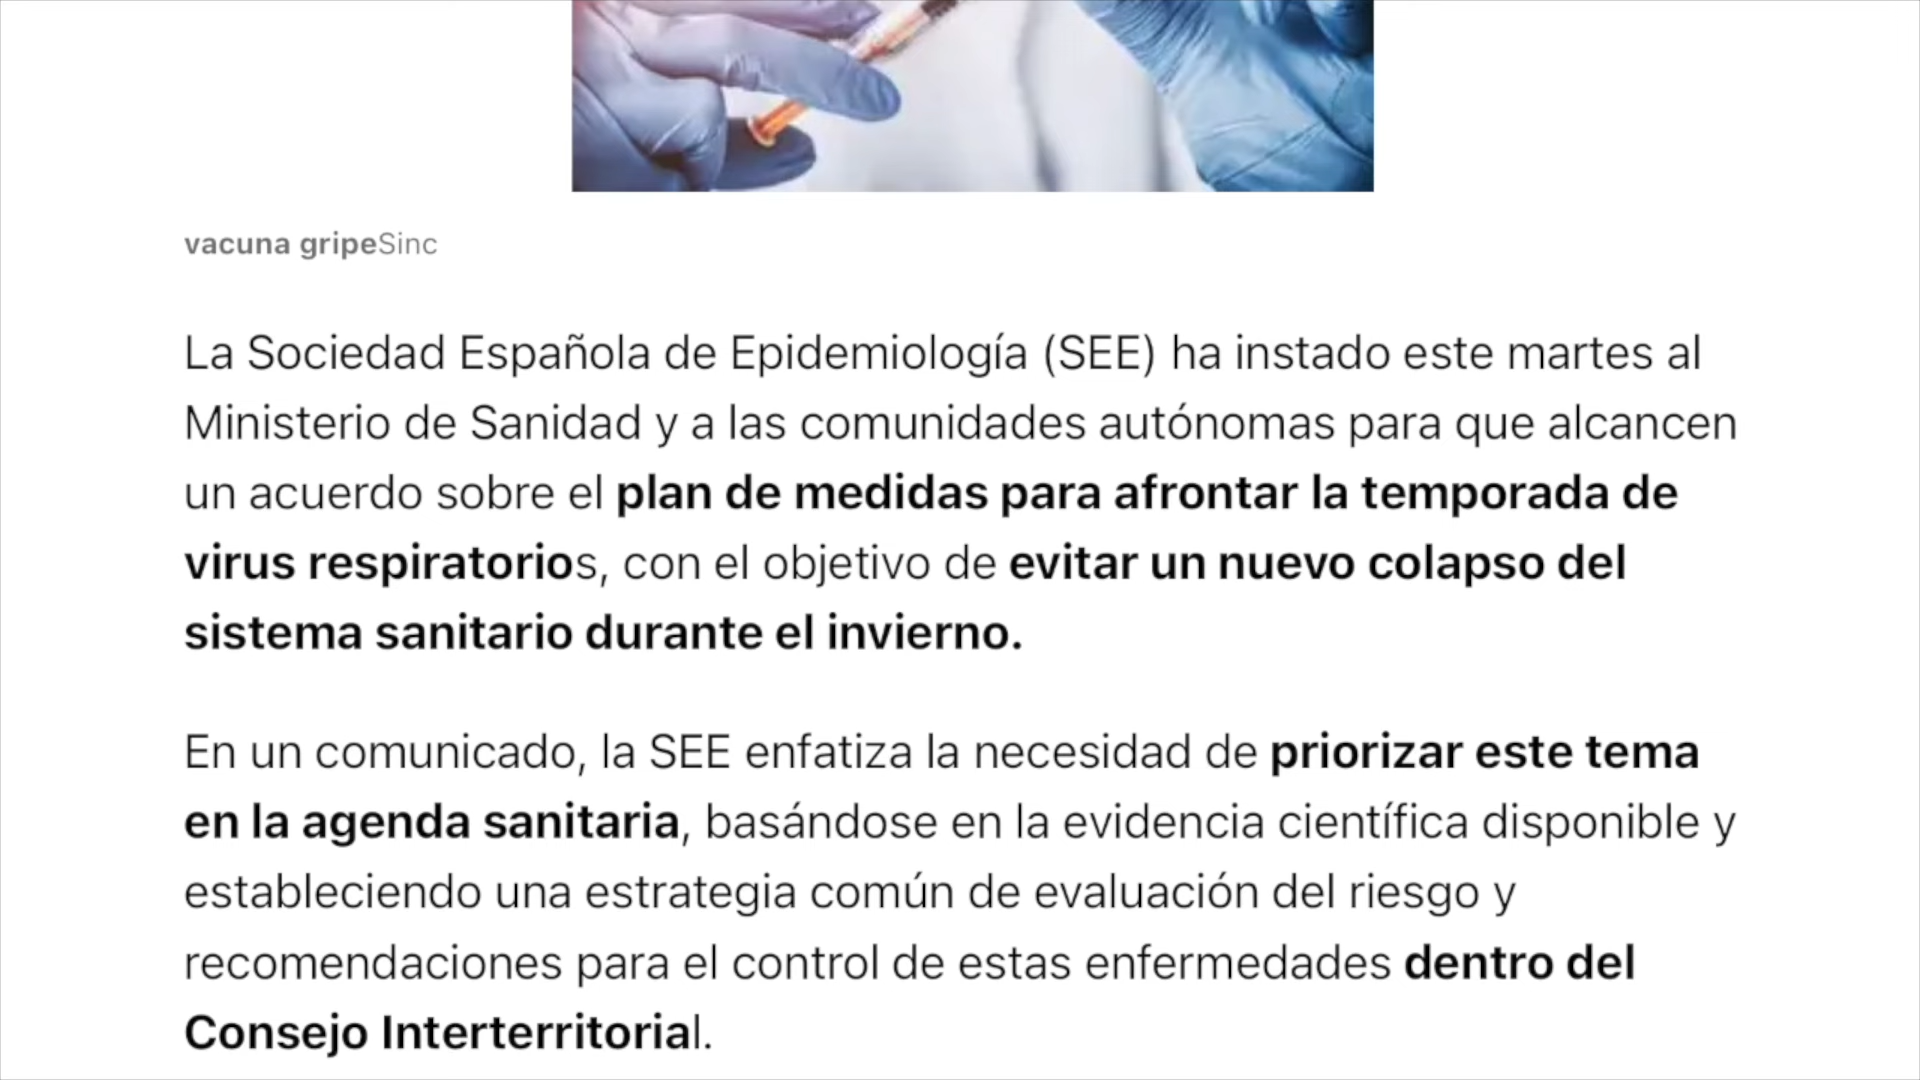 vacuna gripeSinc
La Sociedad Española de Epidemiología (SEE) ha instado este martes al
Ministerio de Sanidad y a las comunidades autónomas para que alcancen
un acuerdo sobre el plan de medidas para afrontar la temporada de
virus respiratorios, con el objetivo de evitar un nuevo colapso del
sistema sanitario durante el invierno.
En un comunicado, la SEE enfatiza la necesidad de priorizar este tema
en la agenda sanitaria, basándose en la evidencia científica disponible y
estableciendo una estrategia común de evaluación del riesgo y
recomendaciones para el control de estas enfermedades dentro del
Consejo Interterritorial.